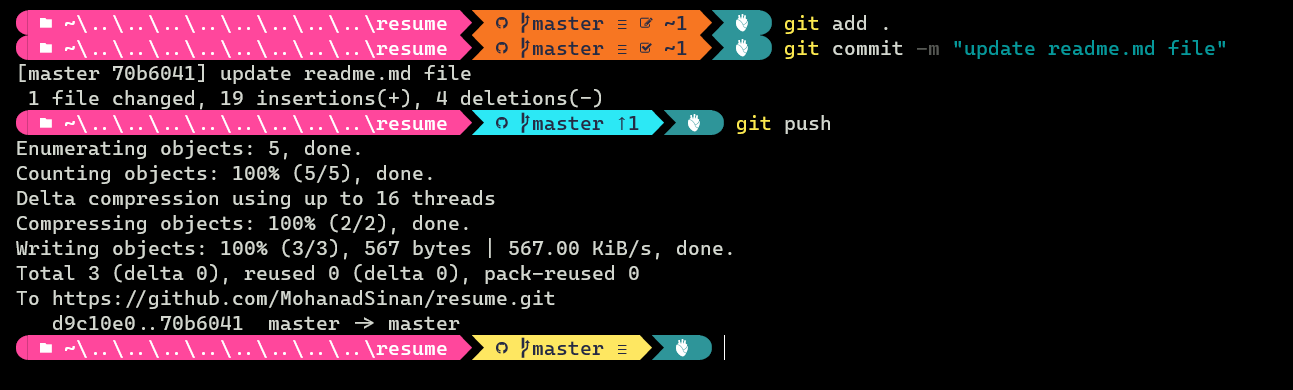 ~\..\..\..\..\..\..\resume master ≡ ~1 git add .
~\..\..\..\..\..\..\resume master ≡ ~1 git commit -m "update readme.md file"
[master 70b6041] update readme.md file
 1 file changed, 19 insertions(+), 4 deletions(-)
~\..\..\..\..\..\..\resume master ↑1 git push
Enumerating objects: 5, done.
Counting objects: 100% (5/5), done.
Delta compression using up to 16 threads
Compressing objects: 100% (2/2), done.
Writing objects: 100% (3/3), 567 bytes | 567.00 KiB/s, done.
Total 3 (delta 0), reused 0 (delta 0), pack-reused 0
To https://github.com/MohanadSinan/resume.git
   d9c10e0..70b6041  master -> master
~\..\..\..\..\..\..\resume master ≡